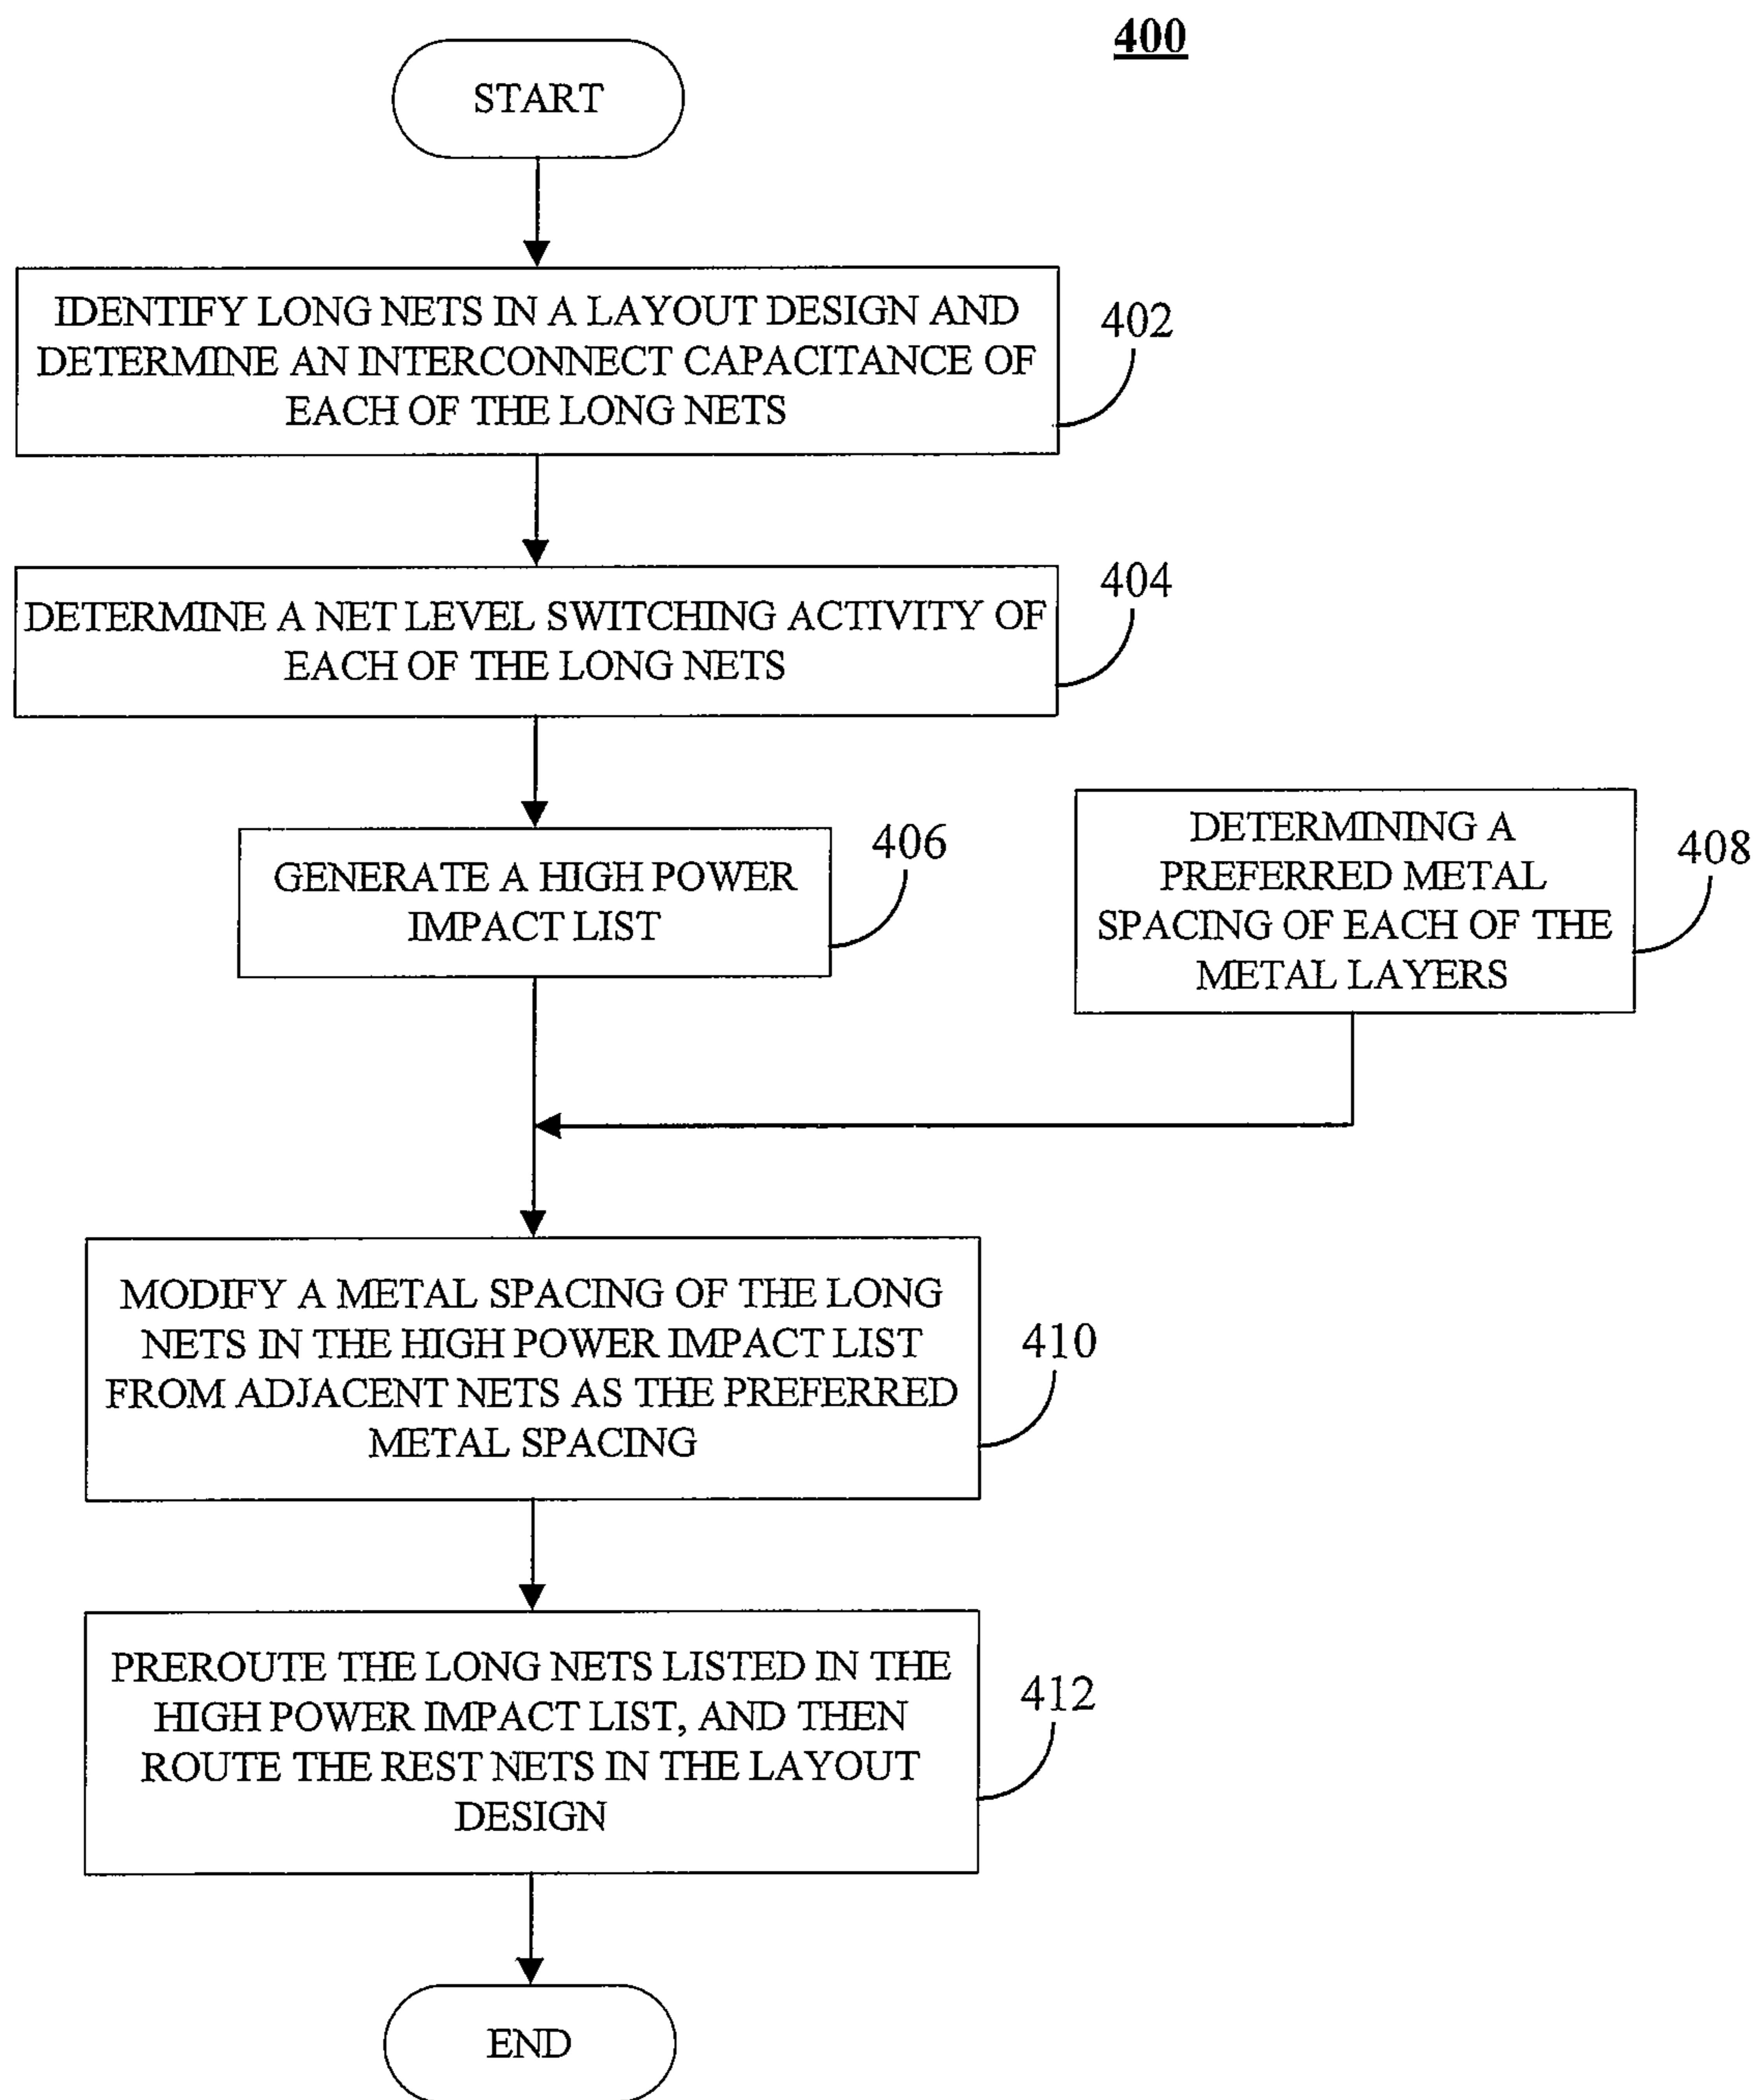 400
START
IDENTIFY LONG NETS IN A LAYOUT DESIGN AND
DETERMINE AN INTERCONNECT CAPACITANCE OF
EACH OF THE LONG NETS
402
DETERMINE A NET LEVEL SWITCHING ACTIVITY OF
EACH OF THE LONG NETS
404
GENERATE A HIGH POWER
IMPACT LIST
406
DETERMINING A
PREFERRED METAL
SPACING OF EACH OF THE
METAL LAYERS
408
MODIFY A METAL SPACING OF THE LONG
NETS IN THE HIGH POWER IMPACT LIST
FROM ADJACENT NETS AS THE PREFERRED
METAL SPACING
410
PREROUTE THE LONG NETS LISTED IN THE
HIGH POWER IMPACT LIST, AND THEN
ROUTE THE REST NETS IN THE LAYOUT
DESIGN
412
END